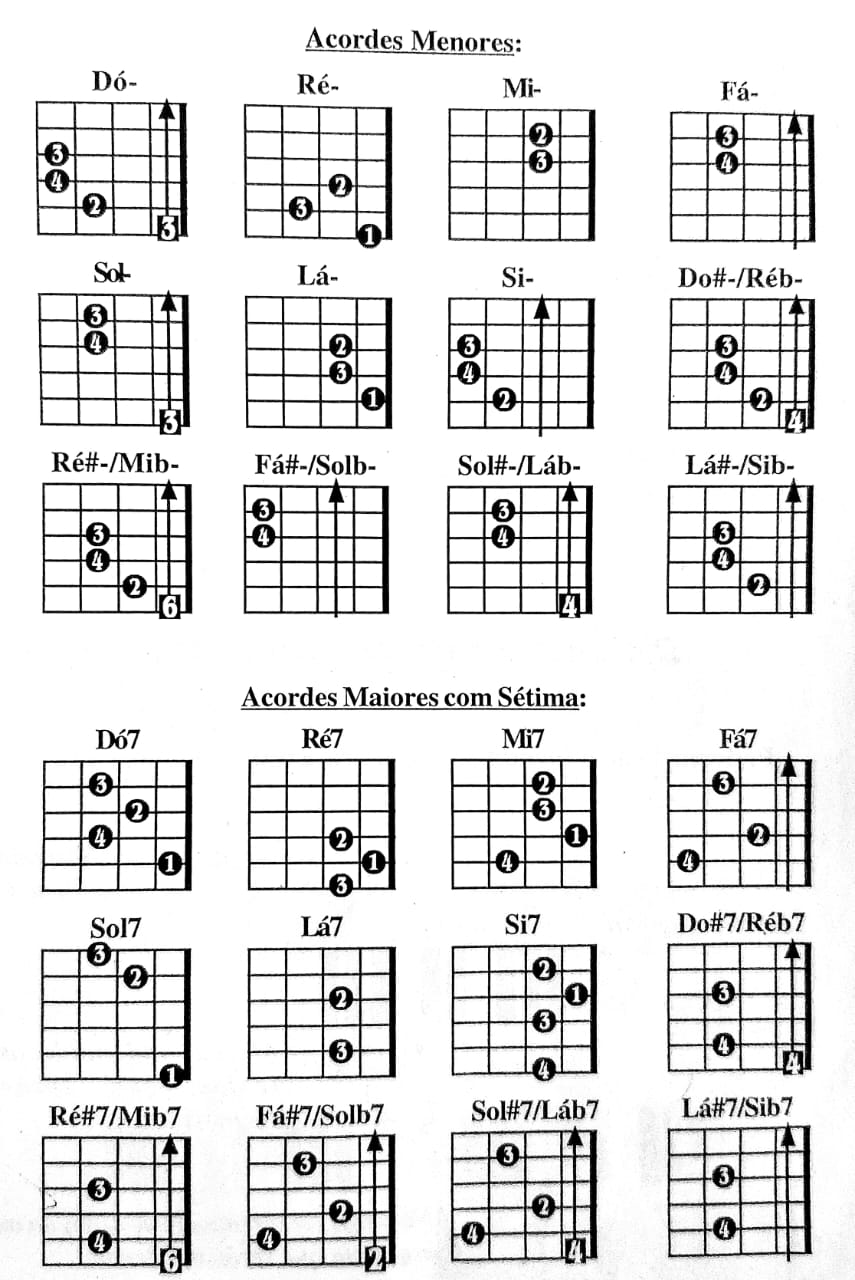 Acordes Menores:
Dó-
3
4
2
3
Ré-
2
3
1
Mi-
2
3
Fá-
3
4
Sol-
3
4
3
Lá-
2
3
1
Si-
3
4
2
Do#-/Réb-
3
4
2
4
Ré#-/Mib-
3
4
2
6
Fá#-/Solb-
3
4
Sol#-/Láb-
3
4
4
Lá#-/Sib-
3
4
2
Acordes Maiores com Sétima:
Dó7
3
2
4
1
Ré7
2
1
3
Mi7
2
3
1
4
Fá7
3
2
4
Sol7
3
2
1
Lá7
2
3
Si7
2
1
3
4
Do#7/Réb7
3
4
4
Ré#7/Mib7
3
4
6
Fá#7/Solb7
3
2
4
2
Sol#7/Láb7
3
2
4
4
Lá#7/Sib7
3
4